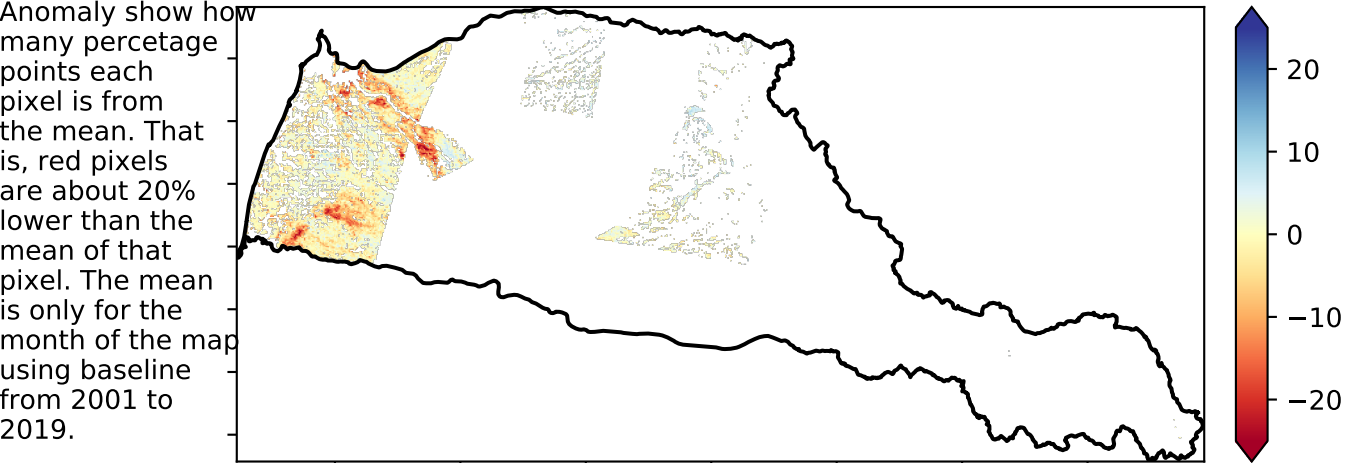 Anomaly show how
many percetage
points each
pixel is from
the mean. That
is, red pixels
are about 20%
lower than the
mean of that
pixel. The mean
is only for the
month of the map
using baseline
from 2001 to
2019.
20
10
0
−10
−20